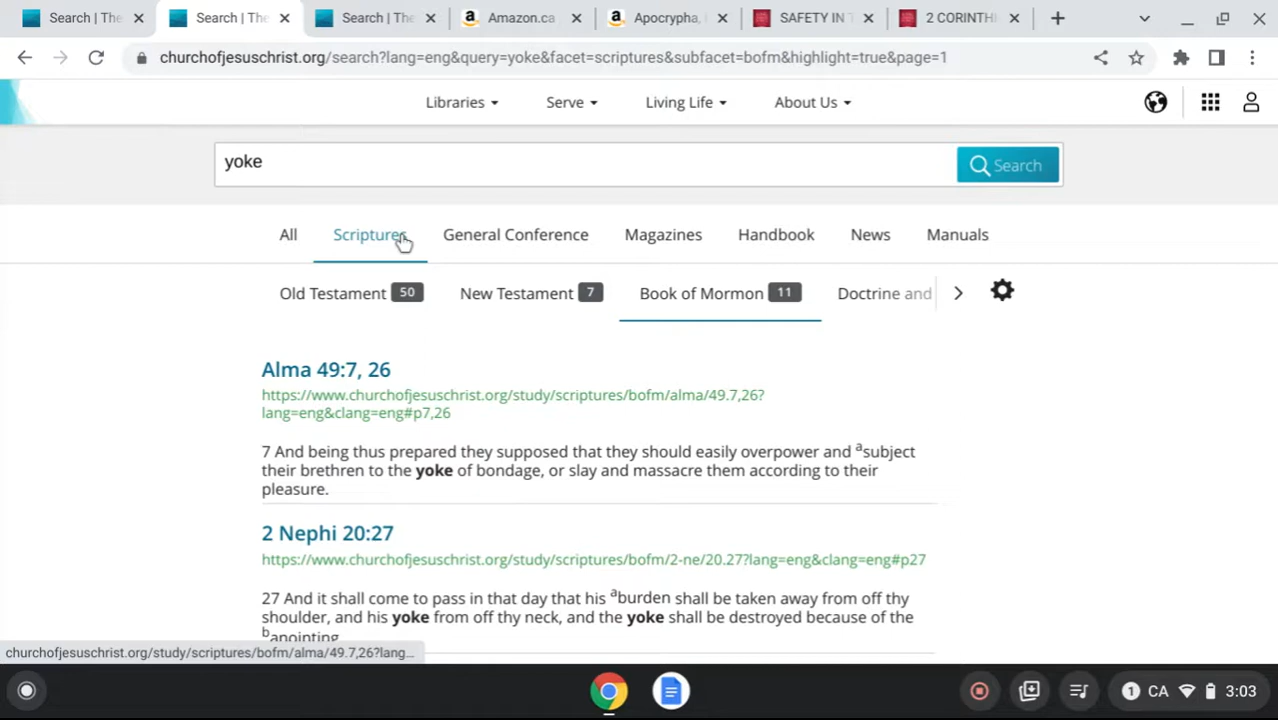 Search | The
Search | The
Search | The
Amazon.ca
Apocrypha,
SAFETY IN T
2 CORINTHI
churchofjesuschrist.org/search?lang=eng&query=yoke&facet=scriptures&subfacet=bofm&highlight=true&page=1
Libraries Serve Living Life About Us
yoke
Search
All Scriptures General Conference Magazines Handbook News Manuals
Old Testament 50 New Testament 7 Book of Mormon 11 Doctrine and
Alma 49:7, 26
https://www.churchofjesuschrist.org/study/scriptures/bofm/alma/49.7,26?
lang=eng&clang=eng#p7,26
7 And being thus prepared they supposed that they should easily overpower and asubject
their brethren to the yoke of bondage, or slay and massacre them according to their
pleasure.
2 Nephi 20:27
https://www.churchofjesuschrist.org/study/scriptures/bofm/2-ne/20.27?lang=eng&clang=eng#p27
27 And it shall come to pass in that day that his aburden shall be taken away from off thy
shoulder, and his yoke from off thy neck, and the yoke shall be destroyed because of the
banointing
churchofjesuschrist.org/study/scriptures/bofm/alma/49.7,26?lang...
1 CA 3:03